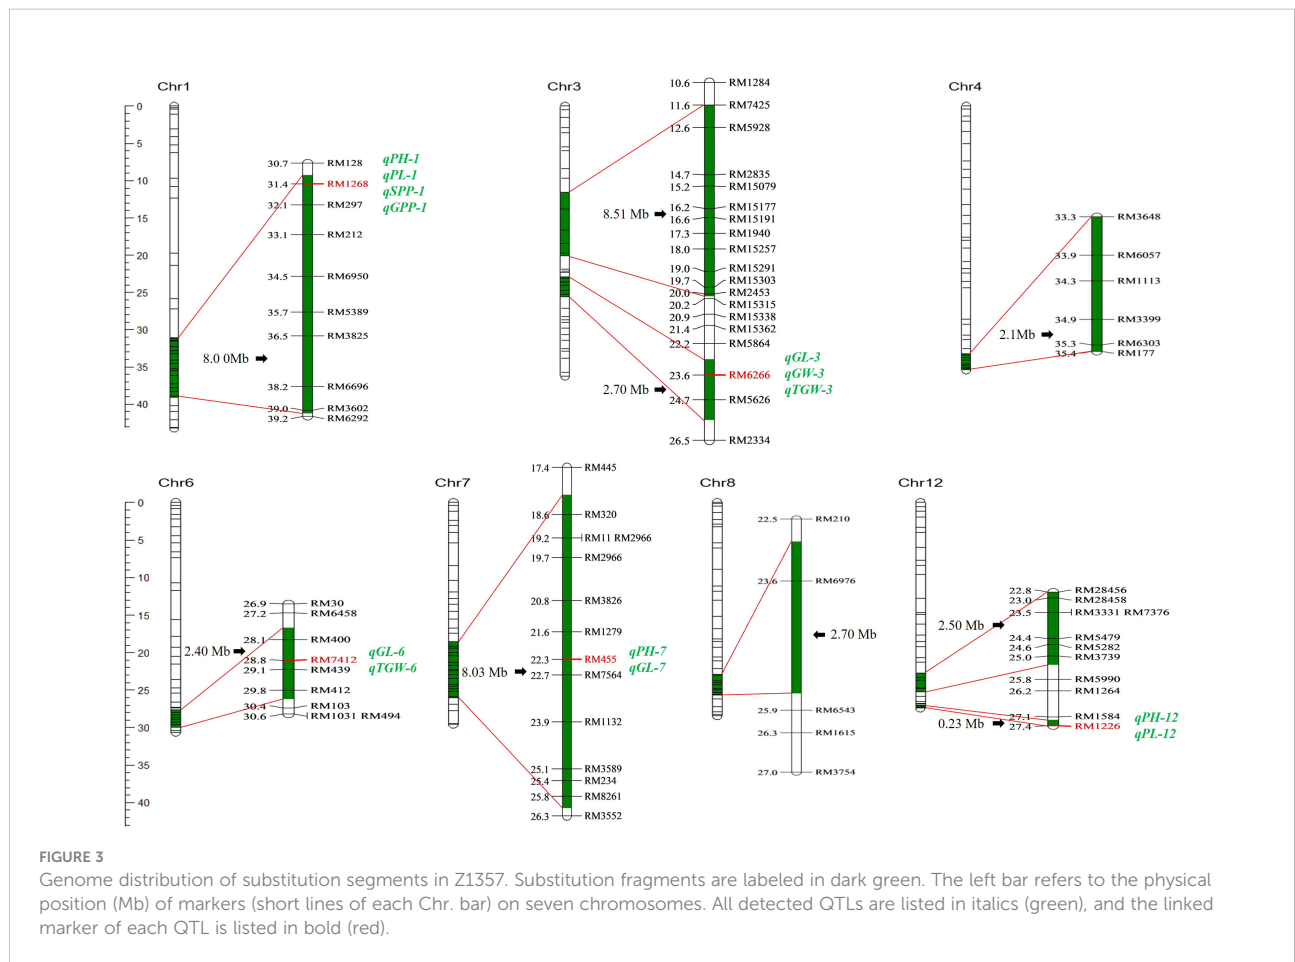 Chr1
0
5
10
15
20
25
30
35
40
30.7 RM128
31.4 RM1268
32.1 RM297
33.1 RM212
34.5 RM6950
35.7 RM5389
36.5 RM3825
8.0 0Mb
38.2 RM6696
39.0 RM3602
39.2 RM6292
qPH-1
qPL-1
qSPP-1
qGPP-1
Chr3
10.6 RM1284
11.6 RM7425
12.6 RM5928
14.7 RM2835
15.2 RM15079
16.2 RM15177
8.51 Mb
16.6 RM15191
17.3 RM1940
18.0 RM15257
19.0 RM15291
19.7 RM15303
20.0 RM2453
20.2 RM15315
20.9 RM15338
21.4 RM15362
22.2 RM5864
23.6 RM6266
2.70 Mb
24.7 RM5626
26.5 RM2334
qGL-3
qGW-3
qTGW-3
Chr4
33.3 RM3648
33.9 RM6057
34.3 RM1113
34.9 RM3399
2.1Mb
35.3 RM6303
35.4 RM177
Chr6
0
5
10
15
20
25
30
35
40
26.9 RM30
27.2 RM6458
28.1 RM400
2.40 Mb
28.8 RM7412
29.1 RM439
29.8 RM412
30.4 RM103
30.6 RM1031 RM494
qGL-6
qTGW-6
Chr7
17.4 RM445
18.6 RM320
19.2 RM11 RM2966
19.7 RM2966
20.8 RM3826
21.6 RM1279
22.3 RM455
8.03 Mb
22.7 RM7564
23.9 RM1132
25.1 RM3589
25.4 RM234
25.8 RM8261
26.3 RM3552
qPH-7
qGL-7
Chr8
22.5 RM210
23.6 RM6976
2.70 Mb
25.9 RM6543
26.3 RM1615
27.0 RM3754
Chr12
22.8 RM28456
23.0 RM28458
23.5 RM3331 RM7376
2.50 Mb
24.4 RM5479
24.6 RM5282
25.0 RM3739
25.8 RM5990
26.2 RM1264
27.1 RM1584
0.23 Mb
27.4 RM1226
qPH-12
qPL-12
FIGURE 3
Genome distribution of substitution segments in Z1357. Substitution fragments are labeled in dark green. The left bar refers to the physical
position (Mb) of markers (short lines of each Chr. bar) on seven chromosomes. All detected QTLs are listed in italics (green), and the linked
marker of each QTL is listed in bold (red).